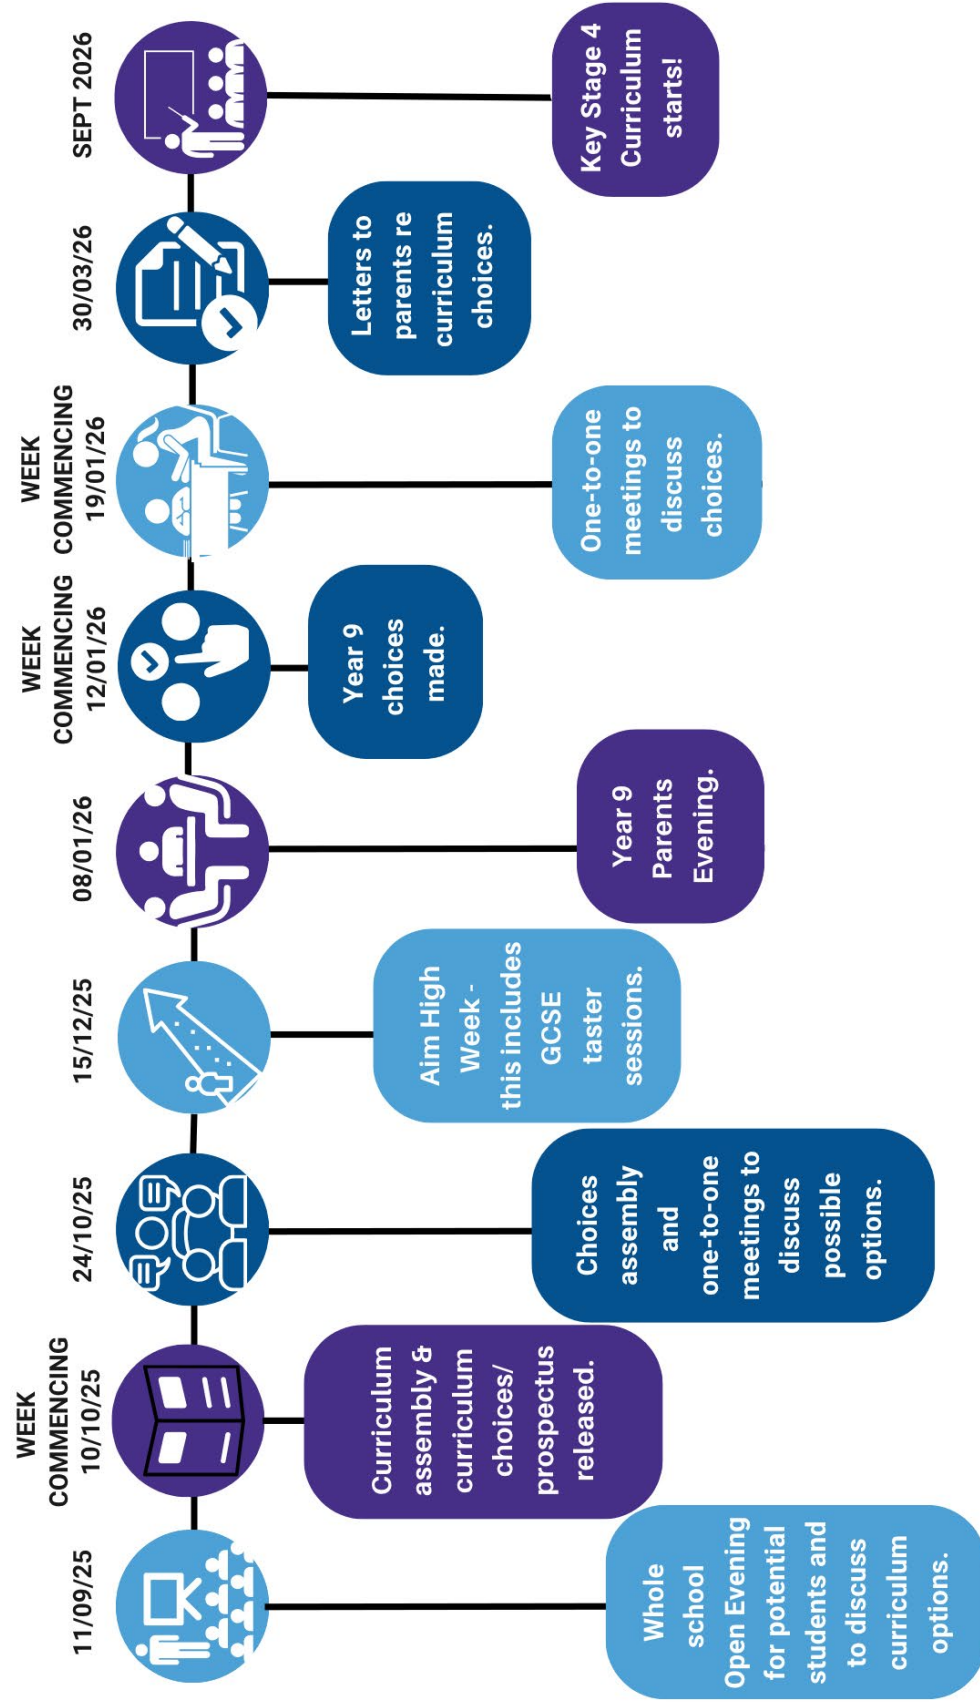 11/09/25
Whole
school
Open Evening
for potential
students and
to discuss
curriculum
options.
WEEK
COMMENCING
10/10/25
Curriculum
assembly &
curriculum
choices/
prospectus
released.
24/10/25
Choices
assembly
and
one-to-one
meetings to
discuss
possible
options.
15/12/25
Aim High
Week -
this includes
GCSE
taster
sessions.
08/01/26
Year 9
Parents
Evening.
WEEK
COMMENCING
12/01/26
Year 9
choices
made.
WEEK
COMMENCING
19/01/26
One-to-one
meetings to
discuss
choices.
30/03/26
Letters to
parents re
curriculum
choices.
SEPT 2026
Key Stage 4
Curriculum
starts!